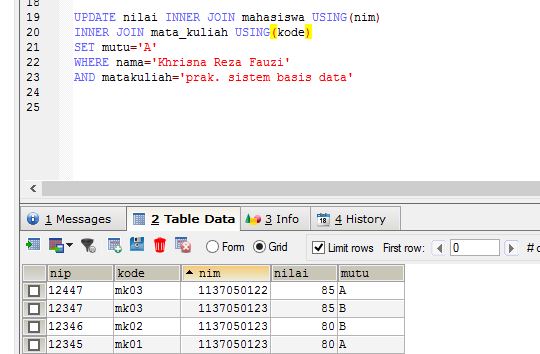 18
19 UPDATE nilai INNER JOIN mahasiswa USING(nim)
20 INNER JOIN mata_kuliah USING(kode)
21 SET mutu='A'
22 WHERE nama='Khrisna Reza Fauzi'
23 AND matakuliah='prak. sistem basis data'
24
25
1 Messages 2 Table Data 3 Info 4 History
Form Grid Limit rows First row: 0 # o
nip kode nim nilai mutu
12447 mk03 1137050122 85 A
12347 mk03 1137050123 85 B
12346 mk02 1137050123 80 B
12345 mk01 1137050123 80 A